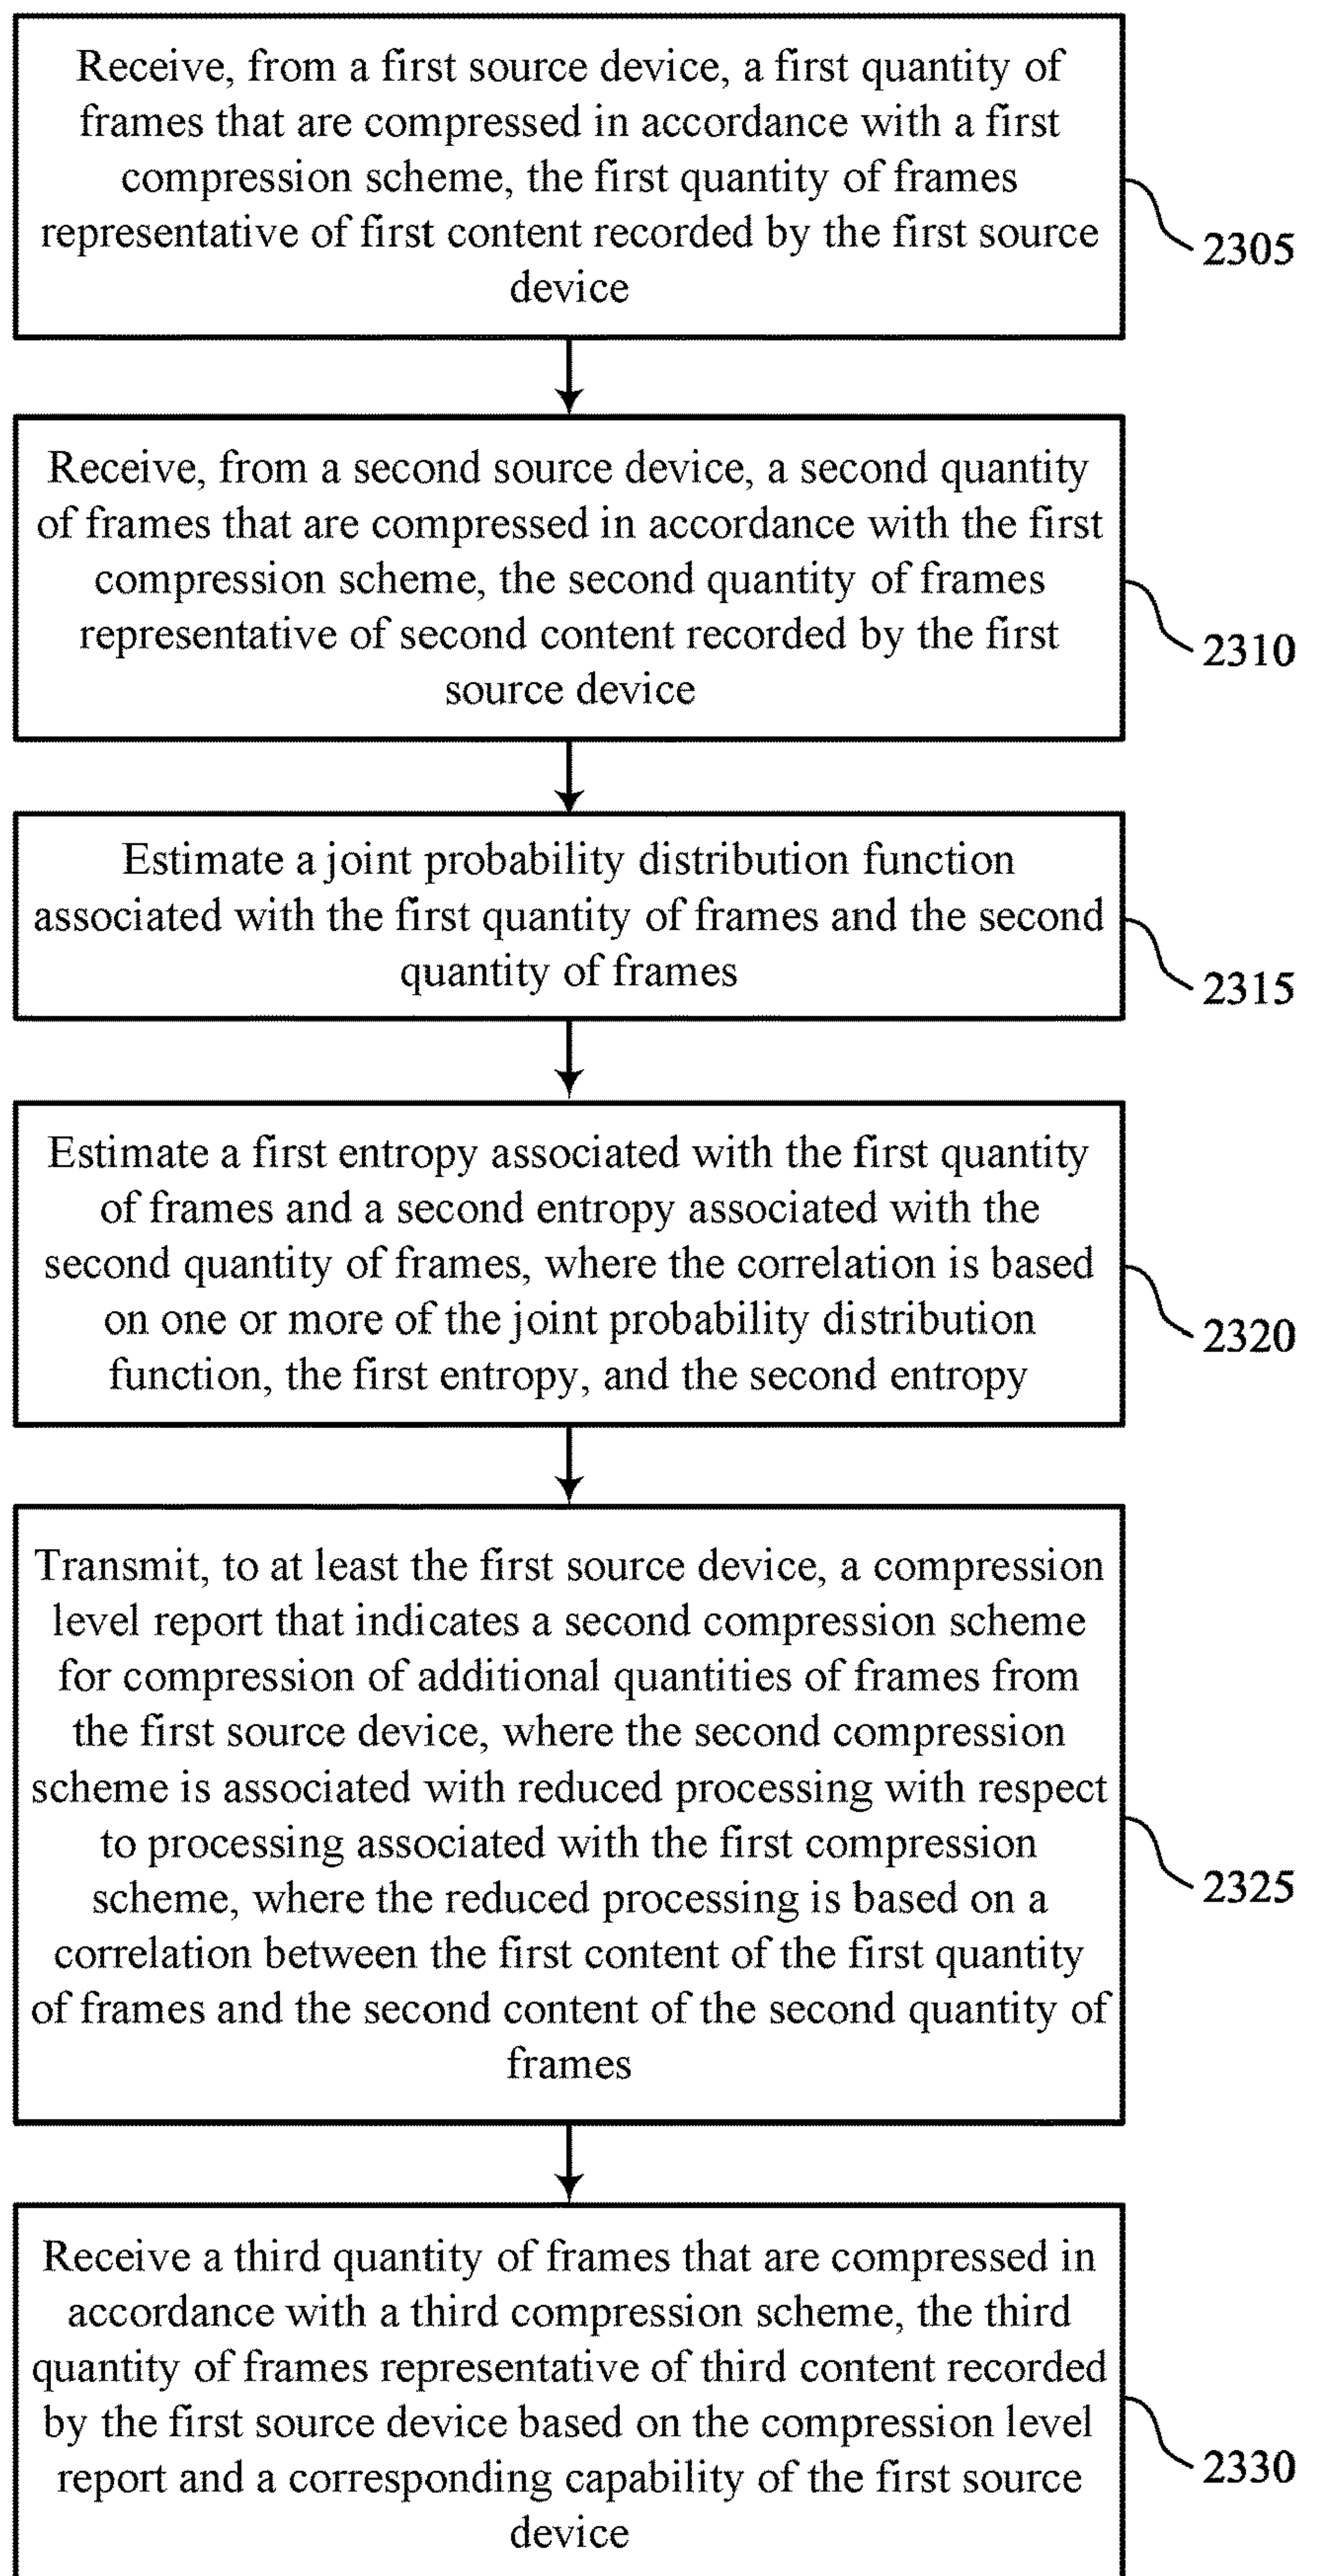 Receive, from a first source device, a first quantity of
frames that are compressed in accordance with a first
compression scheme, the first quantity of frames
representative of first content recorded by the first source
device
2305
Receive, from a second source device, a second quantity
of frames that are compressed in accordance with the first
compression scheme, the second quantity of frames
representative of second content recorded by the first
source device
2310
Estimate a joint probability distribution function
associated with the first quantity of frames and the second
quantity of frames
2315
Estimate a first entropy associated with the first quantity
of frames and a second entropy associated with the
second quantity of frames, where the correlation is based
on one or more of the joint probability distribution
function, the first entropy, and the second entropy
2320
Transmit, to at least the first source device, a compression
level report that indicates a second compression scheme
for compression of additional quantities of frames from
the first source device, where the second compression
scheme is associated with reduced processing with respect
to processing associated with the first compression
scheme, where the reduced processing is based on a
correlation between the first content of the first quantity
of frames and the second content of the second quantity of
frames
2325
Receive a third quantity of frames that are compressed in
accordance with a third compression scheme, the third
quantity of frames representative of third content recorded
by the first source device based on the compression level
report and a corresponding capability of the first source
device
2330